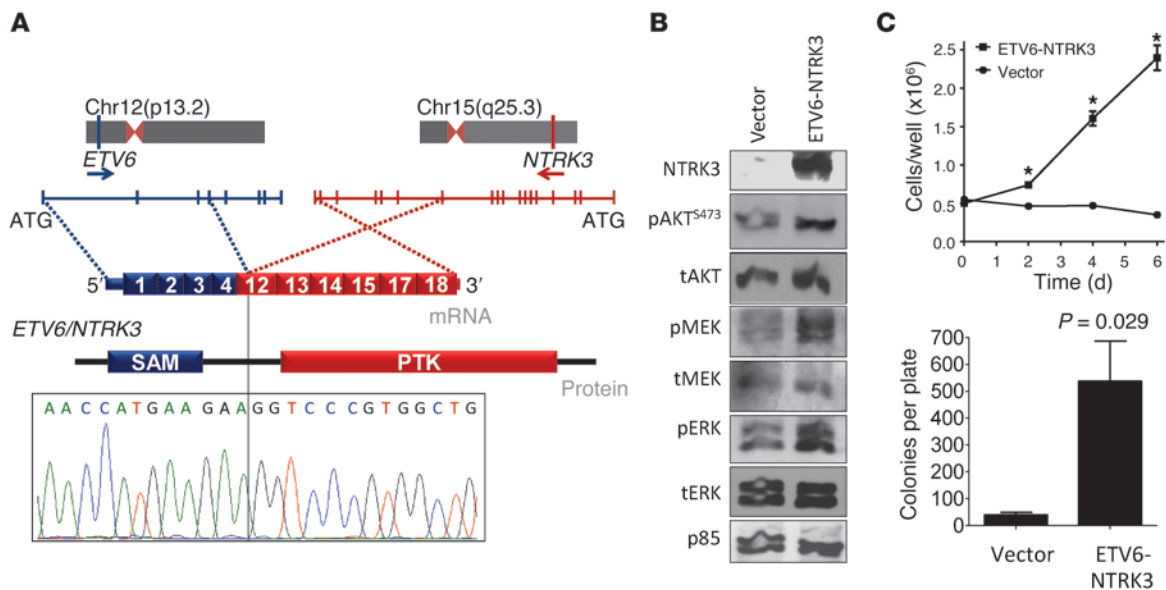 A
Chr12(p13.2)
Chr15(q25.3)
ETV6
NTRK3
ATG
ATG
5′ 1 2 3 4 12 13 14 15 17 18 3′
mRNA
ETV6/NTRK3
SAM PTK
Protein
A A C C A T G A A G A A G G T C C C G T G G C T G
B
Vector
ETV6-NTRK3
NTRK3
pAKTS473
tAKT
pMEK
tMEK
pERK
tERK
p85
C
ETV6-NTRK3
Vector
Cells/well (x10⁶)
2.5
2.0
1.5
1.0
0.5
0.0
* * *
0 2 4 6
Time (d)
P = 0.029
Colonies per plate
700
600
500
400
300
200
100
0
Vector
ETV6-
NTRK3